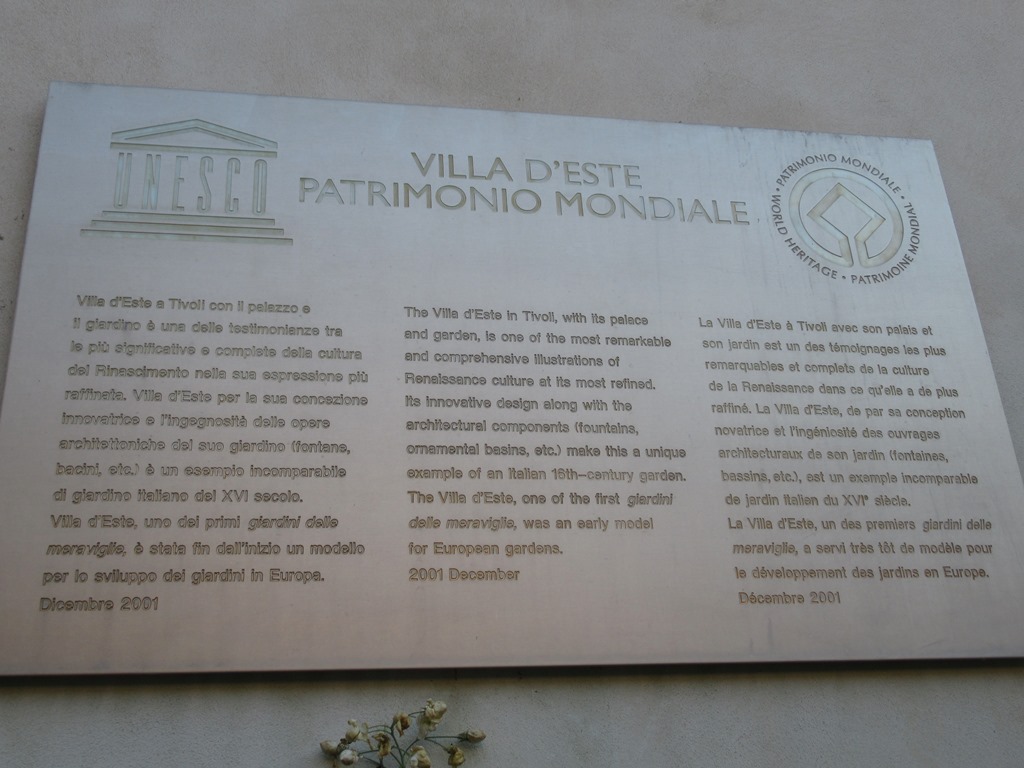 UNESCO
VILLA D'ESTE
PATRIMONIO MONDIALE
• PATRIMONIO MONDIALE •
WORLD HERITAGE • PATRIMOINE MONDIAL
Villa d'Este a Tivoli con il palazzo e
il giardino è una delle testimonianze tra
le più significative e complete della cultura
del Rinascimento nella sua espressione più
raffinata. Villa d'Este per la sua concezione
innovatrice e l'ingegnosità delle opere
architettoniche del suo giardino (fontane,
bacini, etc.) è un esempio incomparabile
di giardino italiano del XVI secolo.
Villa d'Este, uno dei primi giardini delle
meraviglie, è stata fin dall'inizio un modello
per lo sviluppo dei giardini in Europa.
Dicembre 2001
The Villa d'Este in Tivoli, with its palace
and garden, is one of the most remarkable
and comprehensive illustrations of
Renaissance culture at its most refined.
Its innovative design along with the
architectural components (fountains,
ornamental basins, etc.) make this a unique
example of an Italian 16th-century garden.
The Villa d'Este, one of the first giardini
delle meraviglie, was an early model
for European gardens.
2001 December
La Villa d'Este à Tivoli avec son palais et
son jardin est un des témoignages les plus
remarquables et complets de la culture
de la Renaissance dans ce qu'elle a de plus
raffiné. La Villa d'Este, de par sa conception
novatrice et l'ingéniosité des ouvrages
architecturaux de son jardin (fontaines,
bassins, etc.), est un exemple incomparable
de jardin italien du XVIe siècle.
La Villa d'Este, un des premiers giardini delle
meraviglie, a servi très tôt de modèle pour
le développement des jardins en Europe.
Décembre 2001